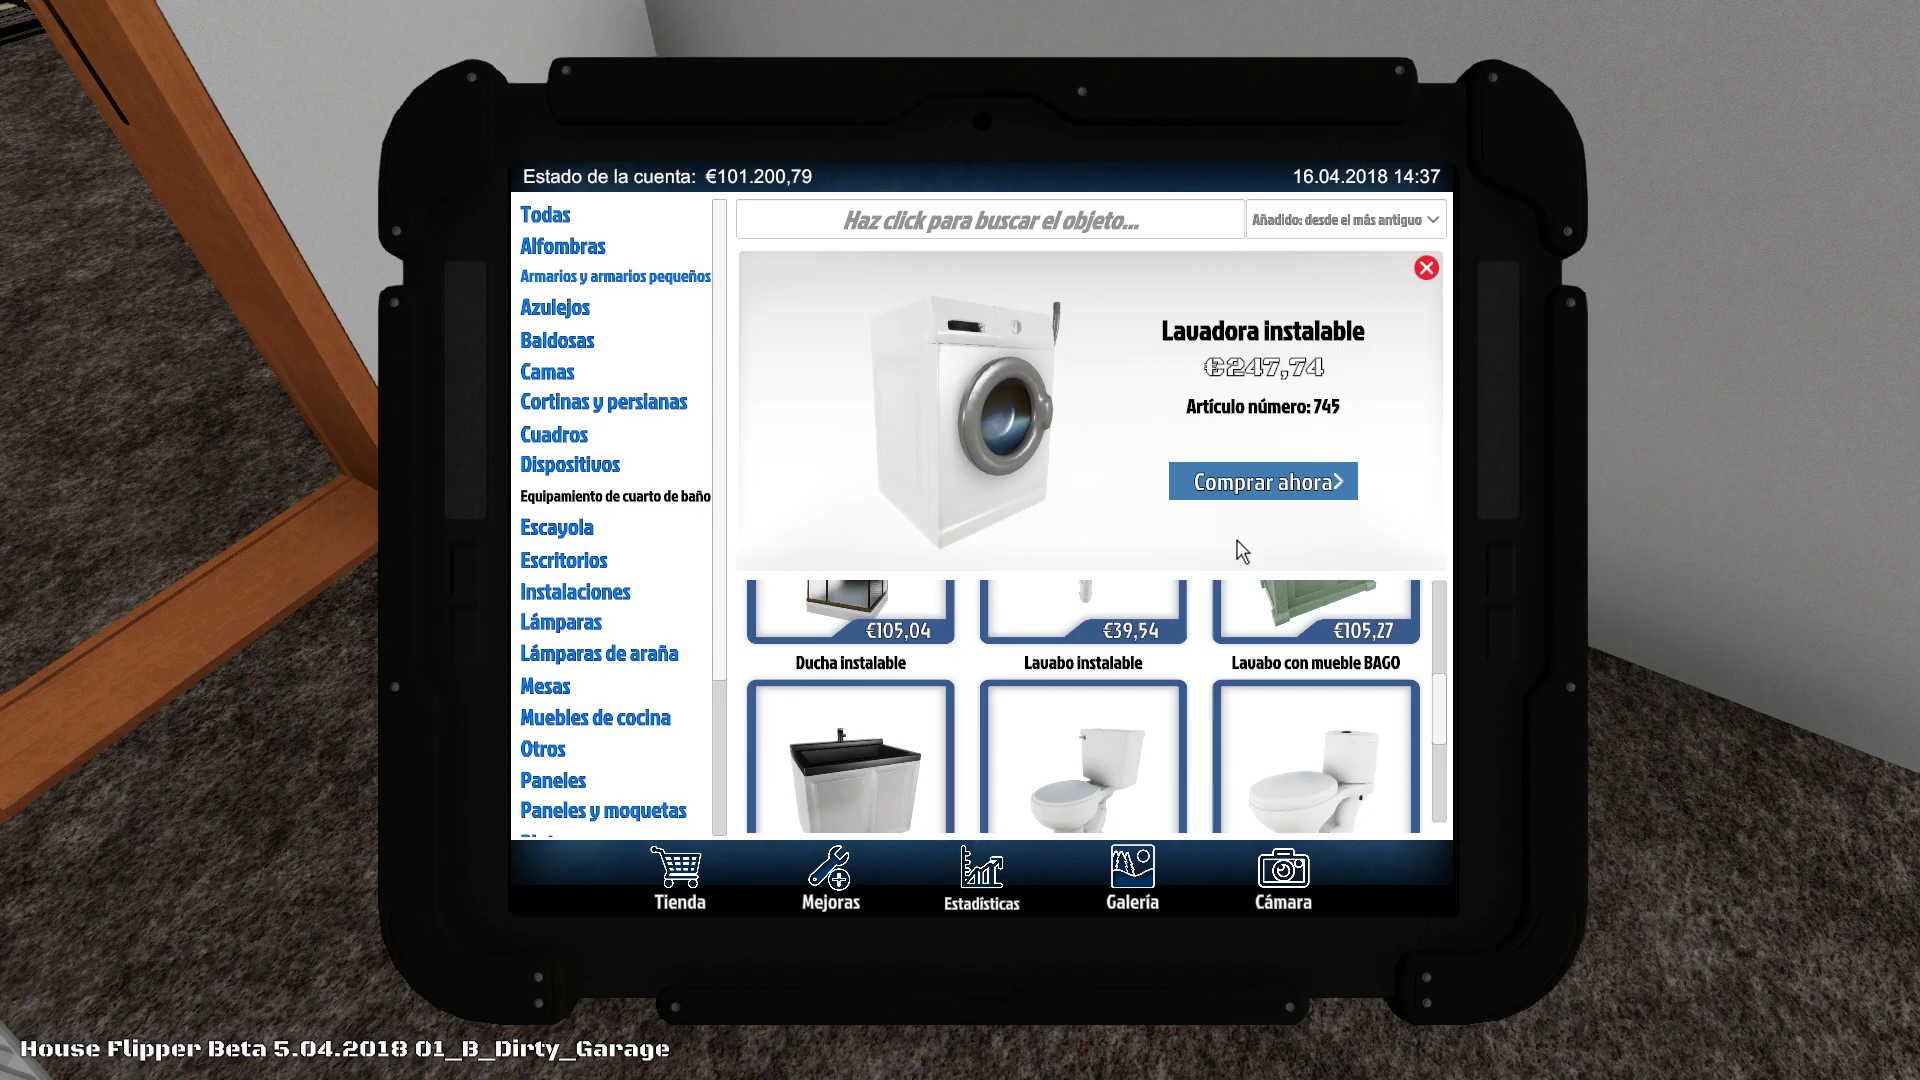 Estado de la cuenta: €101.200,79
16.04.2018 14:37
Todas
Alfombras
Armarios y armarios pequeños
Azulejos
Baldosas
Camas
Cortinas y persianas
Cuadros
Dispositivos
Equipamiento de cuarto de baño
Escayola
Escritorios
Instalaciones
Lámparas
Lámparas de araña
Mesas
Muebles de cocina
Otros
Paneles
Paneles y moquetas
Haz click para buscar el objeto...
Añadido: desde el más antiguo
Lavadora instalable
€247,74
Artículo número: 745
Comprar ahora
€105,04
€39,54
€105,27
Ducha instalable
Lavabo instalable
Lavabo con mueble BAGO
Tienda
Mejoras
Estadísticas
Galería
Cámara
House Flipper Beta 5.04.2018 01_B_Dirty_Garage